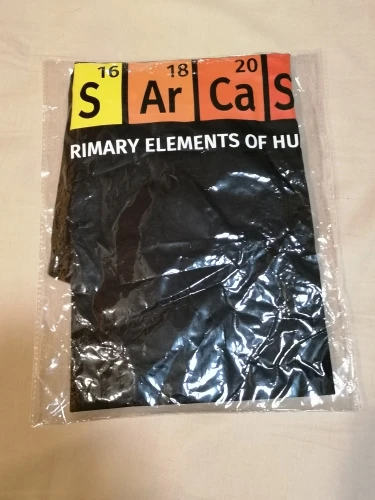 16 18 20
S Ar Ca S
RIMARY ELEMENTS OF HU